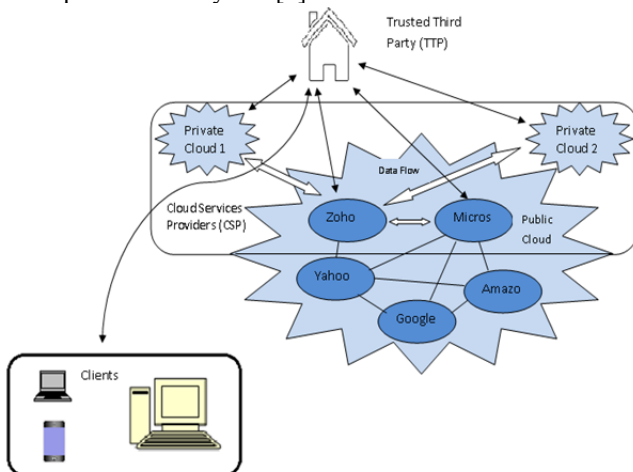 Trusted Third
Party (TTP)
Private
Cloud 1
Private
Cloud 2
Data Flow
Cloud Services
Providers (CSP)
Zoho
Micros
Public
Cloud
Yahoo
Amazo
Google
Clients